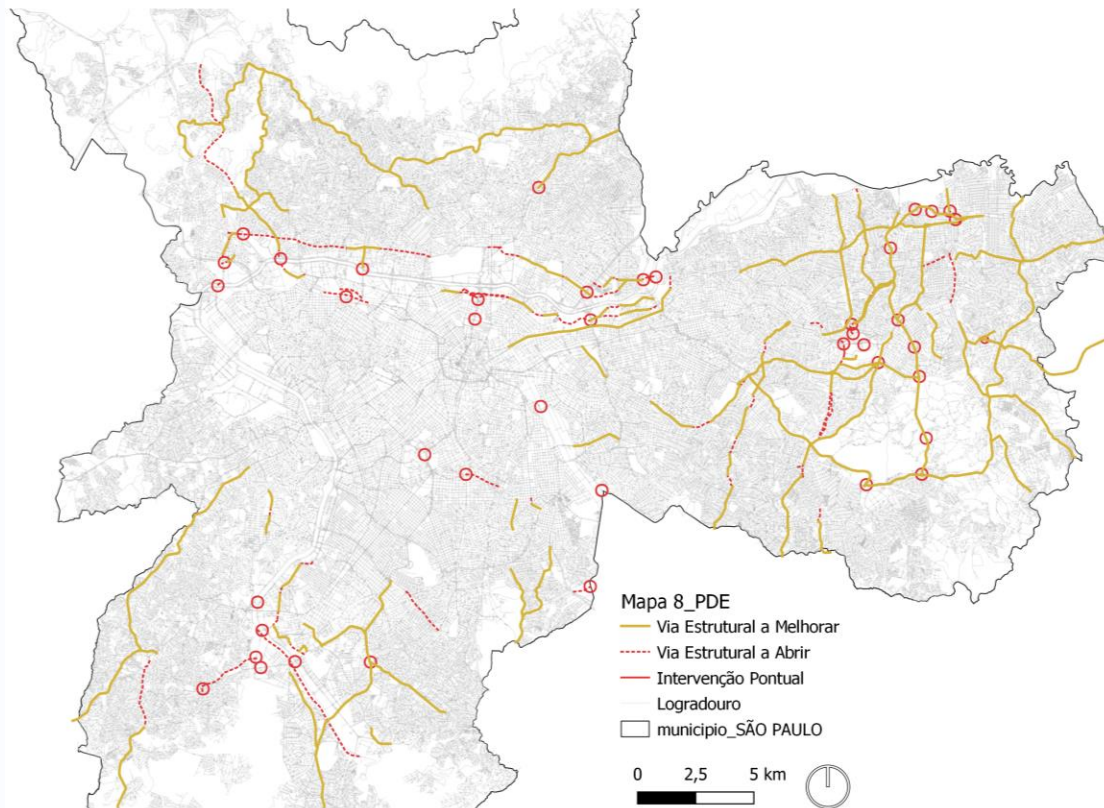 Mapa 8_PDE
Via Estrutural a Melhorar
Via Estrutural a Abrir
Intervenção Pontual
Logradouro
municipio_SÃO PAULO
0 2,5 5 km